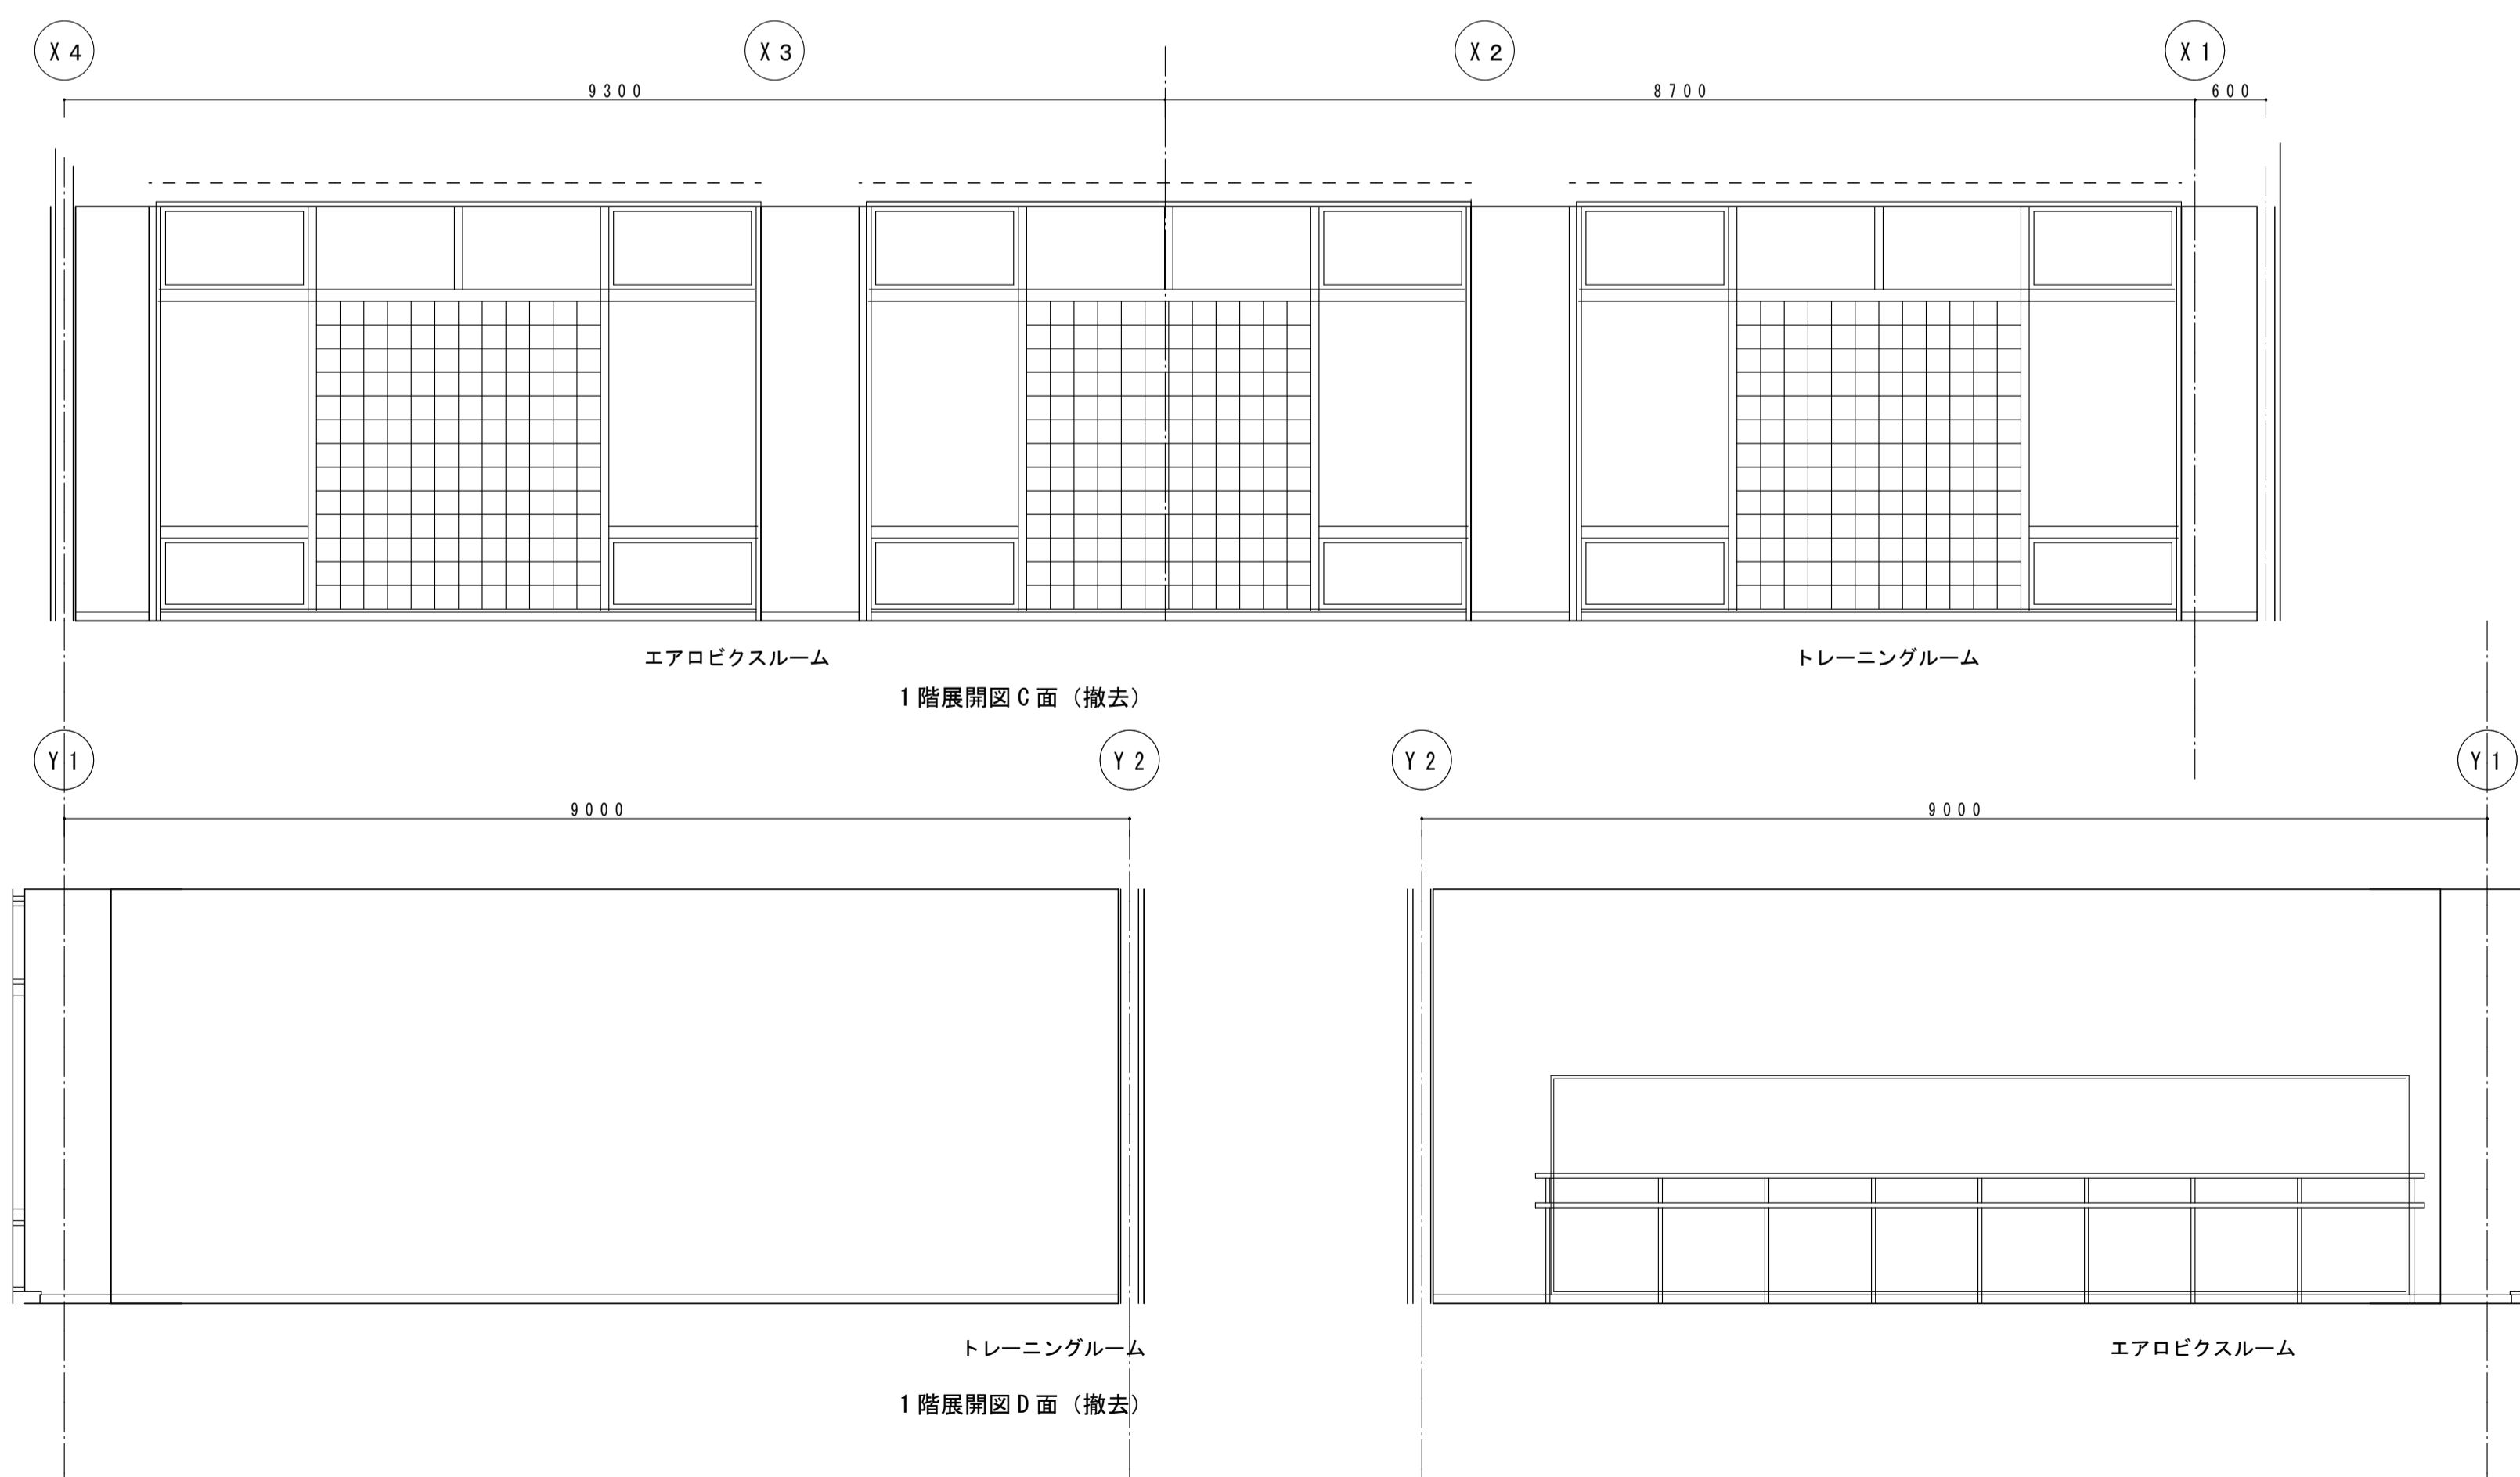 X4 X3 X2 X1
9300 8700 600
エアロビクスルーム トレーニングルーム
1階展開図C面（撤去）
Y1 Y2 Y2 Y1
9000 9000
トレーニングルーム エアロビクスルーム
1階展開図D面（撤去）